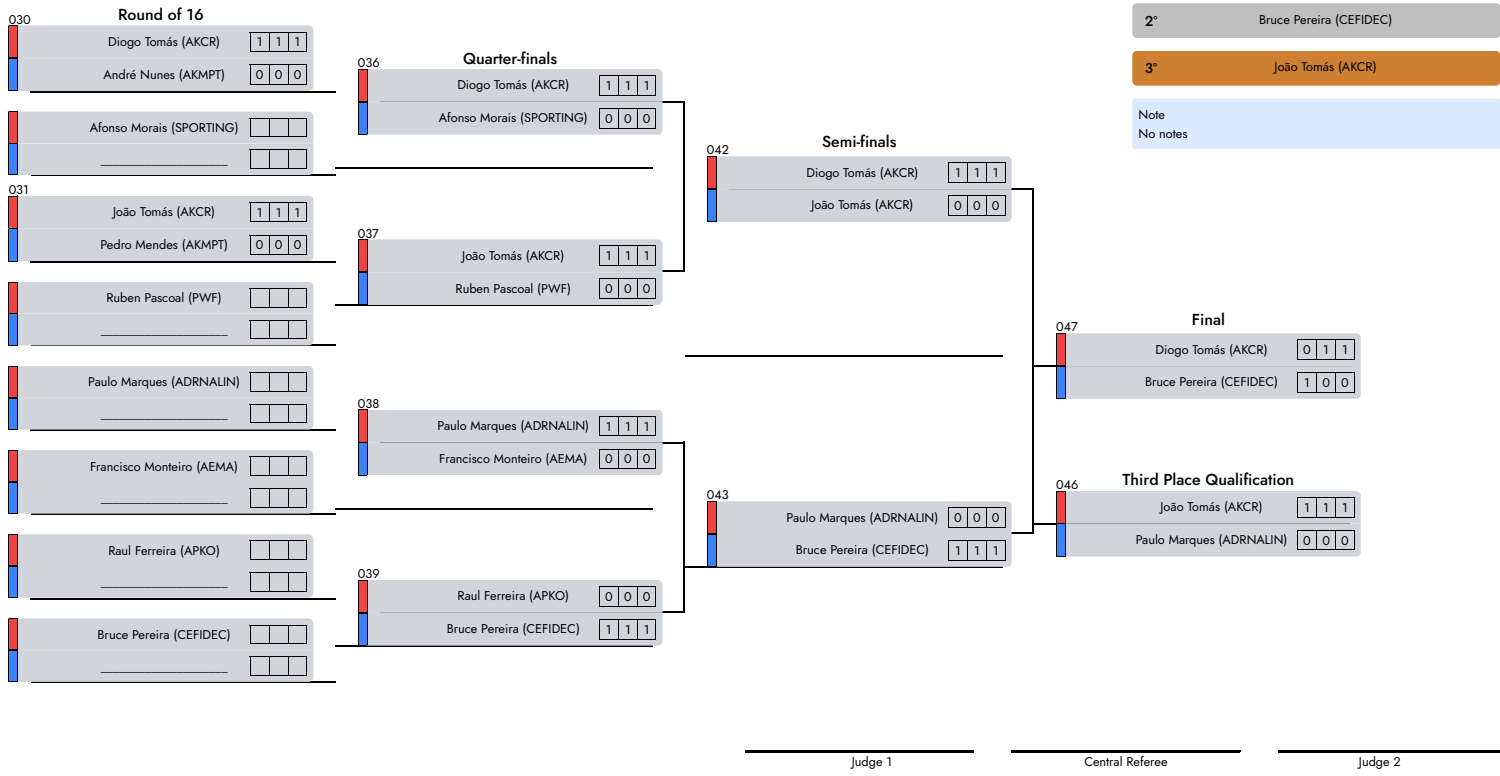 Round of 16
030
Diogo Tomás (AKCR) 1 1 1
André Nunes (AKMPT) 0 0 0
Afonso Morais (SPORTING)
____________________
031
João Tomás (AKCR) 1 1 1
Pedro Mendes (AKMPT) 0 0 0
Ruben Pascoal (PWF)
____________________
Paulo Marques (ADRNALIN)
____________________
Francisco Monteiro (AEMA)
____________________
Raul Ferreira (APKO)
____________________
Bruce Pereira (CEFIDEC)
____________________
Quarter-finals
036
Diogo Tomás (AKCR) 1 1 1
Afonso Morais (SPORTING) 0 0 0
037
João Tomás (AKCR) 1 1 1
Ruben Pascoal (PWF) 0 0 0
038
Paulo Marques (ADRNALIN) 1 1 1
Francisco Monteiro (AEMA) 0 0 0
039
Raul Ferreira (APKO) 0 0 0
Bruce Pereira (CEFIDEC) 1 1 1
Semi-finals
042
Diogo Tomás (AKCR) 1 1 1
João Tomás (AKCR) 0 0 0
043
Paulo Marques (ADRNALIN) 0 0 0
Bruce Pereira (CEFIDEC) 1 1 1
Final
047
Diogo Tomás (AKCR) 0 1 1
Bruce Pereira (CEFIDEC) 1 0 0
Third Place Qualification
046
João Tomás (AKCR) 1 1 1
Paulo Marques (ADRNALIN) 0 0 0
2° Bruce Pereira (CEFIDEC)
3° João Tomás (AKCR)
Note
No notes
Judge 1
Central Referee
Judge 2